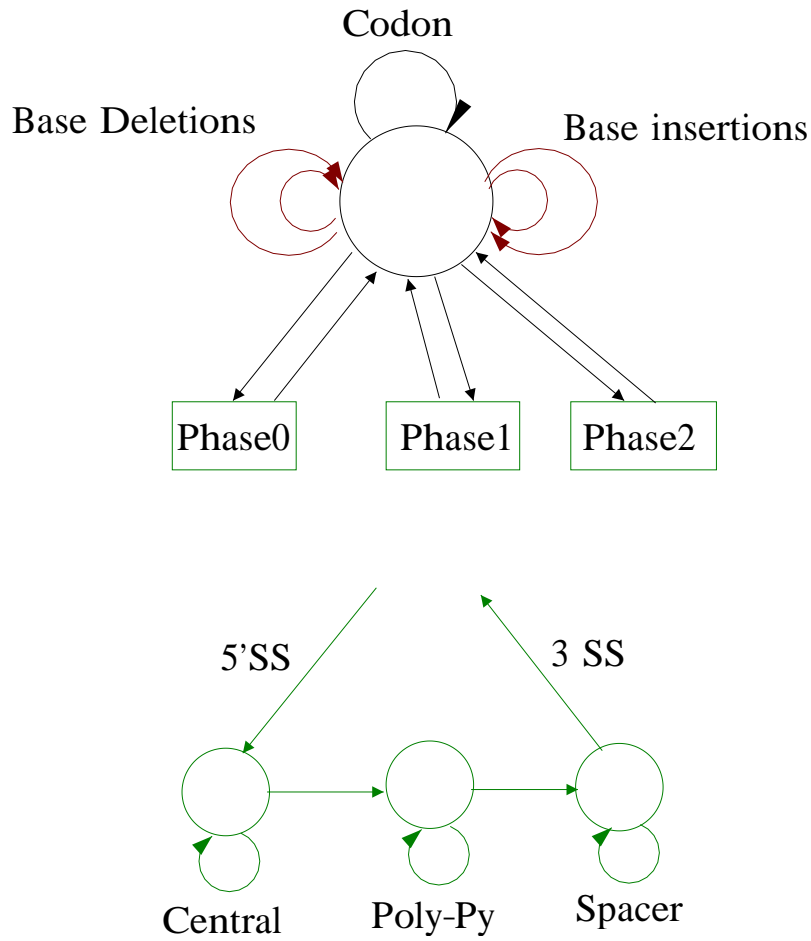 Codon
Base Deletions
Base insertions
Phase0
Phase1
Phase2
5'SS
3 SS
Central
Poly-Py
Spacer